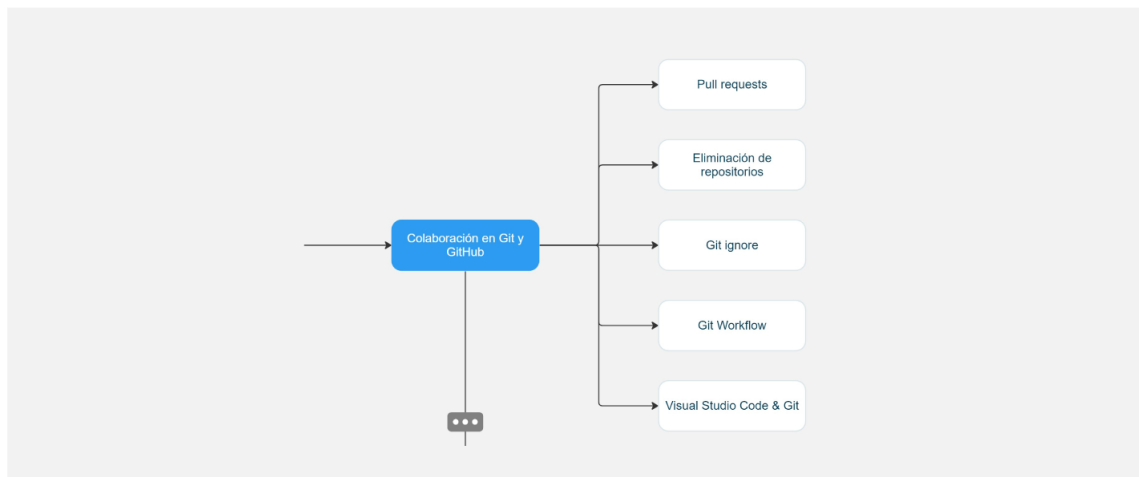 Pull requests
Eliminación de
repositorios
Colaboración en Git y
GitHub
Git ignore
Git Workflow
Visual Studio Code & Git